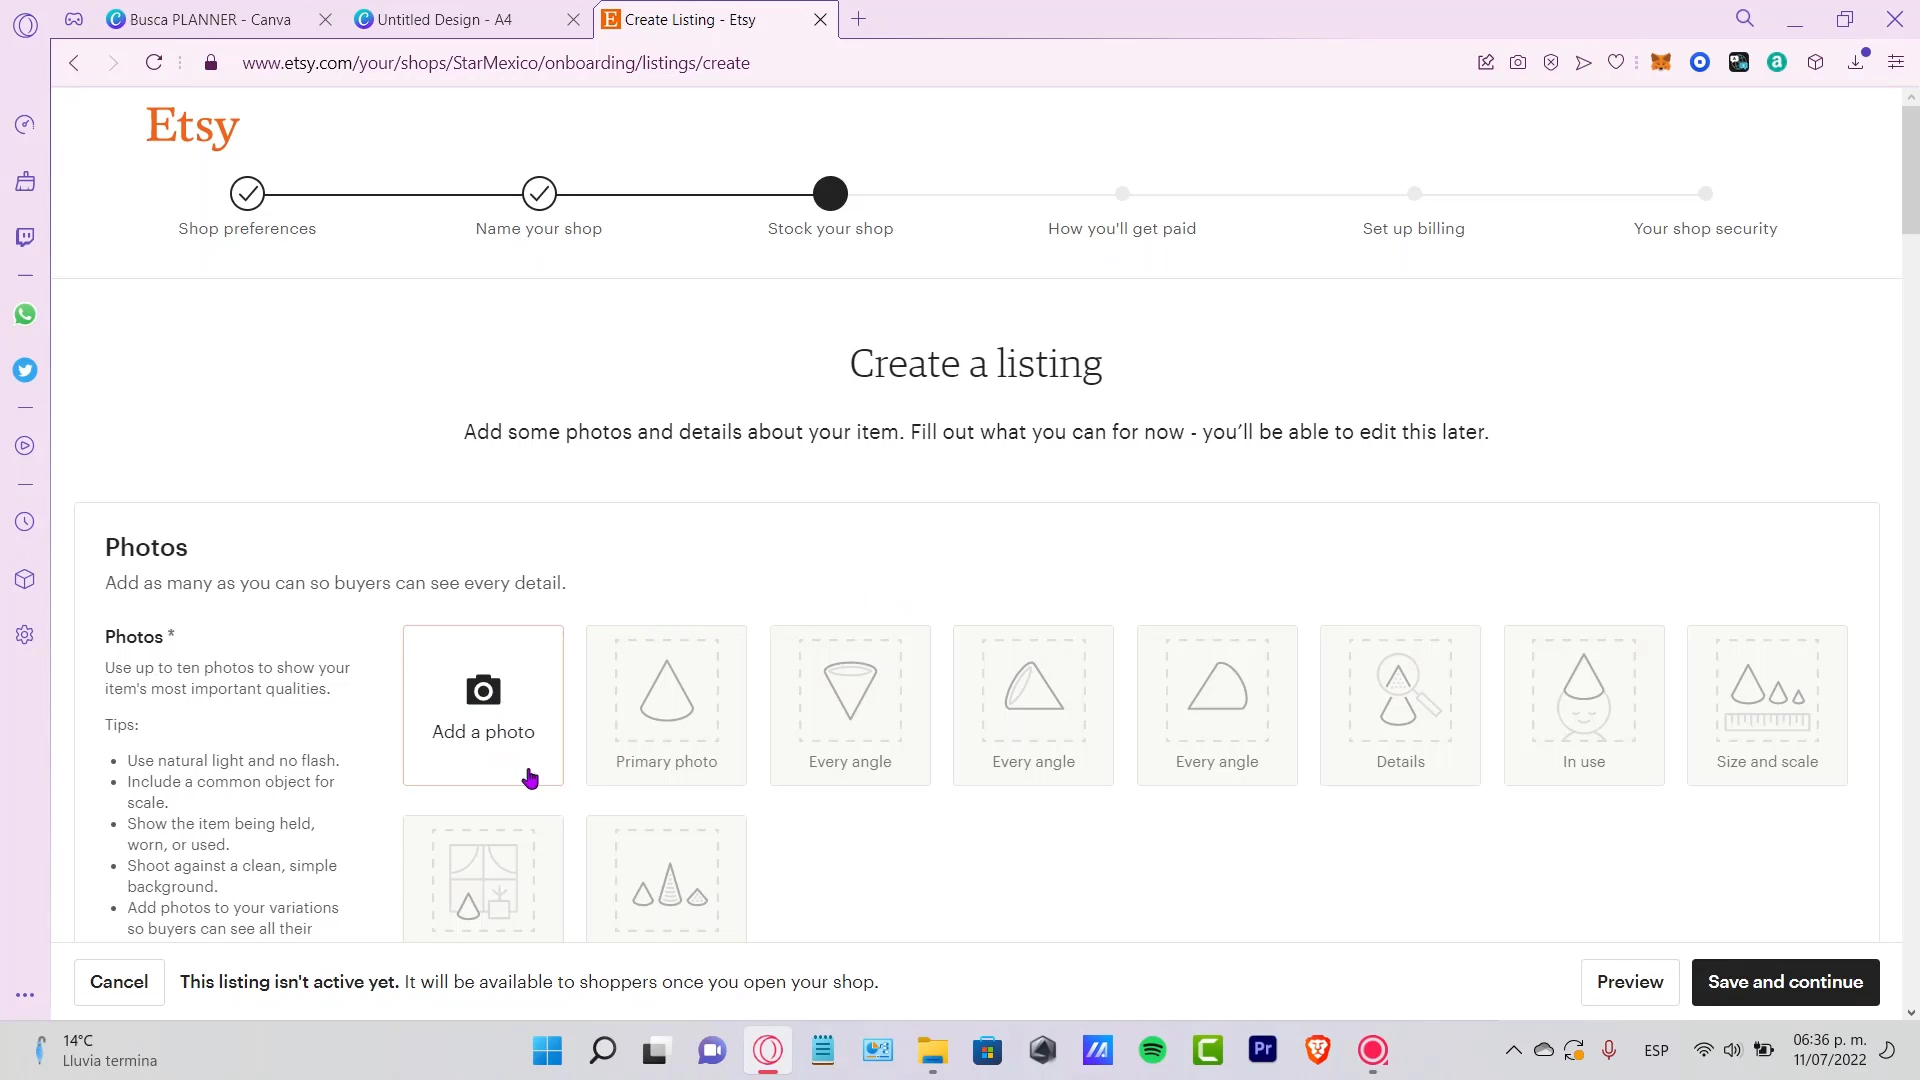 Busca PLANNER - Canva
Untitled Design - A4
Create Listing - Etsy
www.etsy.com/your/shops/StarMexico/onboarding/listings/create
Etsy
Shop preferences
Name your shop
Stock your shop
How you'll get paid
Set up billing
Your shop security
Create a listing
Add some photos and details about your item. Fill out what you can for now - you’ll be able to edit this later.
Photos
Add as many as you can so buyers can see every detail.
Photos *
Use up to ten photos to show your
item's most important qualities.
Tips:
• Use natural light and no flash.
• Include a common object for
scale.
• Show the item being held,
worn, or used.
• Shoot against a clean, simple
background.
• Add photos to your variations
so buyers can see all their
Add a photo
Primary photo
Every angle
Every angle
Every angle
Details
In use
Size and scale
Cancel
This listing isn't active yet. It will be available to shoppers once you open your shop.
Preview
Save and continue
14°C
Lluvia termina
Pr
ESP
06:36 p. m.
11/07/2022